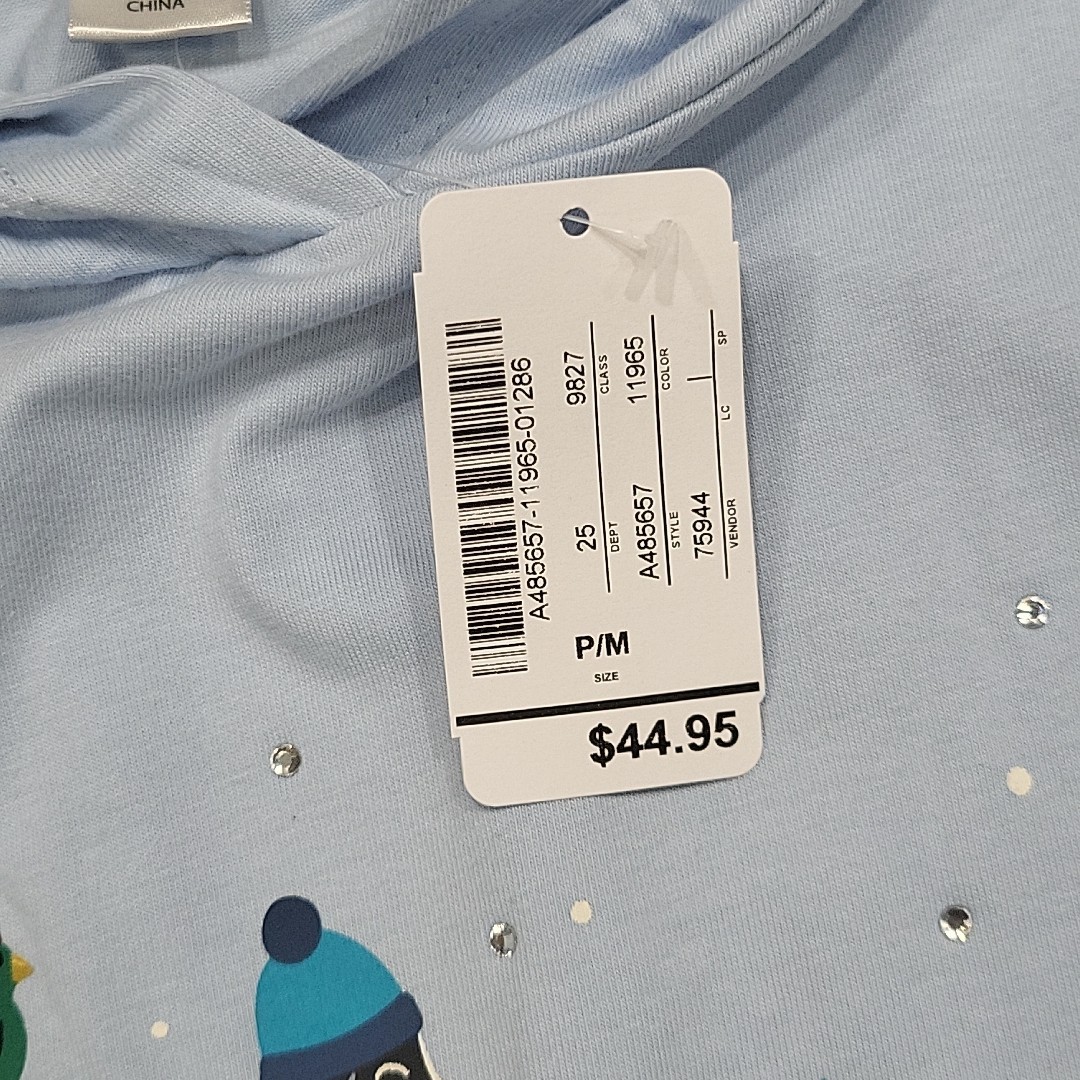 CHINA
A485657-11965-01286
25 9827
DEPT CLASS
A485657 11965
STYLE COLOR
75944
VENDOR LC SP
P/M
SIZE
$44.95